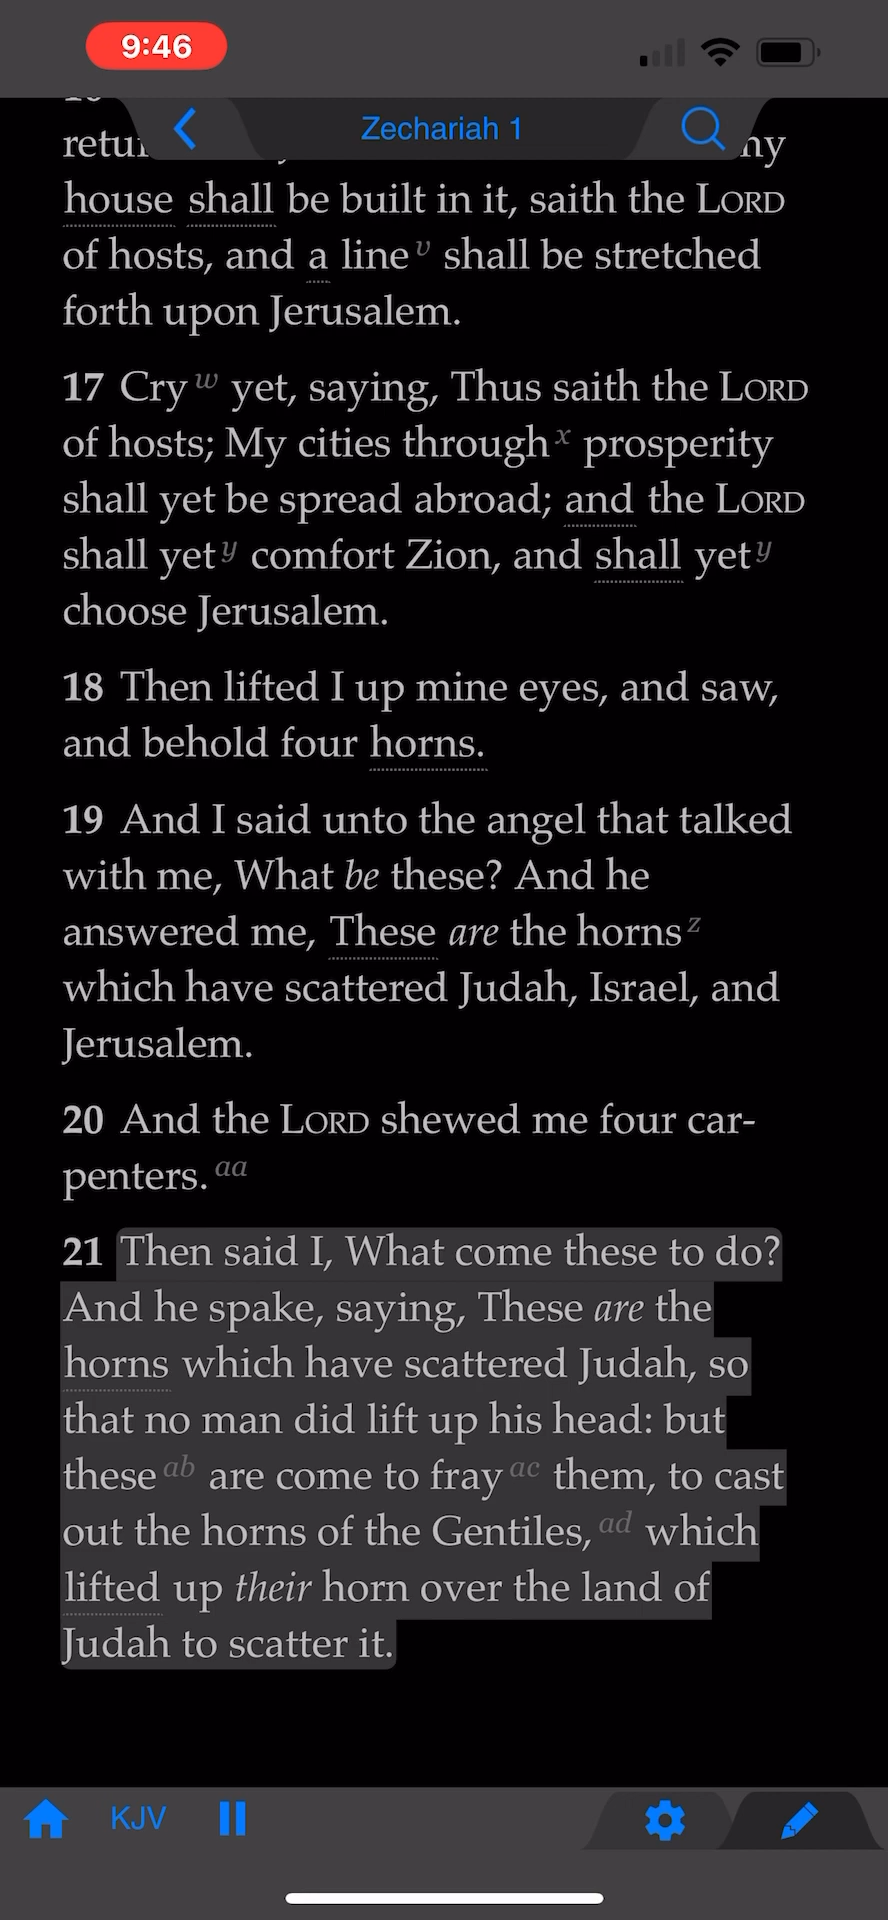 9:46
Zechariah 1
house shall be built in it, saith the LORD
of hosts, and a line v shall be stretched
forth upon Jerusalem.
17 Cry w yet, saying, Thus saith the LORD
of hosts; My cities through x prosperity
shall yet be spread abroad; and the LORD
shall yet y comfort Zion, and shall yet y
choose Jerusalem.
18 Then lifted I up mine eyes, and saw,
and behold four horns.
19 And I said unto the angel that talked
with me, What be these? And he
answered me, These are the horns z
which have scattered Judah, Israel, and
Jerusalem.
20 And the LORD shewed me four car-
penters. aa
21 Then said I, What come these to do?
And he spake, saying, These are the
horns which have scattered Judah, so
that no man did lift up his head: but
these ab are come to fray ac them, to cast
out the horns of the Gentiles, ad which
lifted up their horn over the land of
Judah to scatter it.
KJV